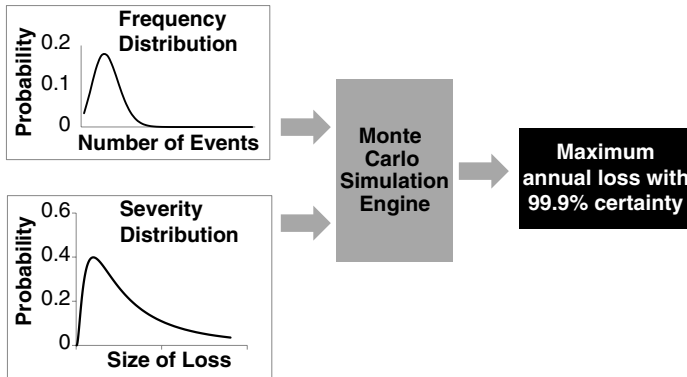 Frequency
Distribution
Probability
0.2
0.1
0
Number of Events
Severity
Distribution
Probability
0.6
0.4
0.2
0
Size of Loss
Monte
Carlo
Simulation
Engine
Maximum
annual loss with
99.9% certainty